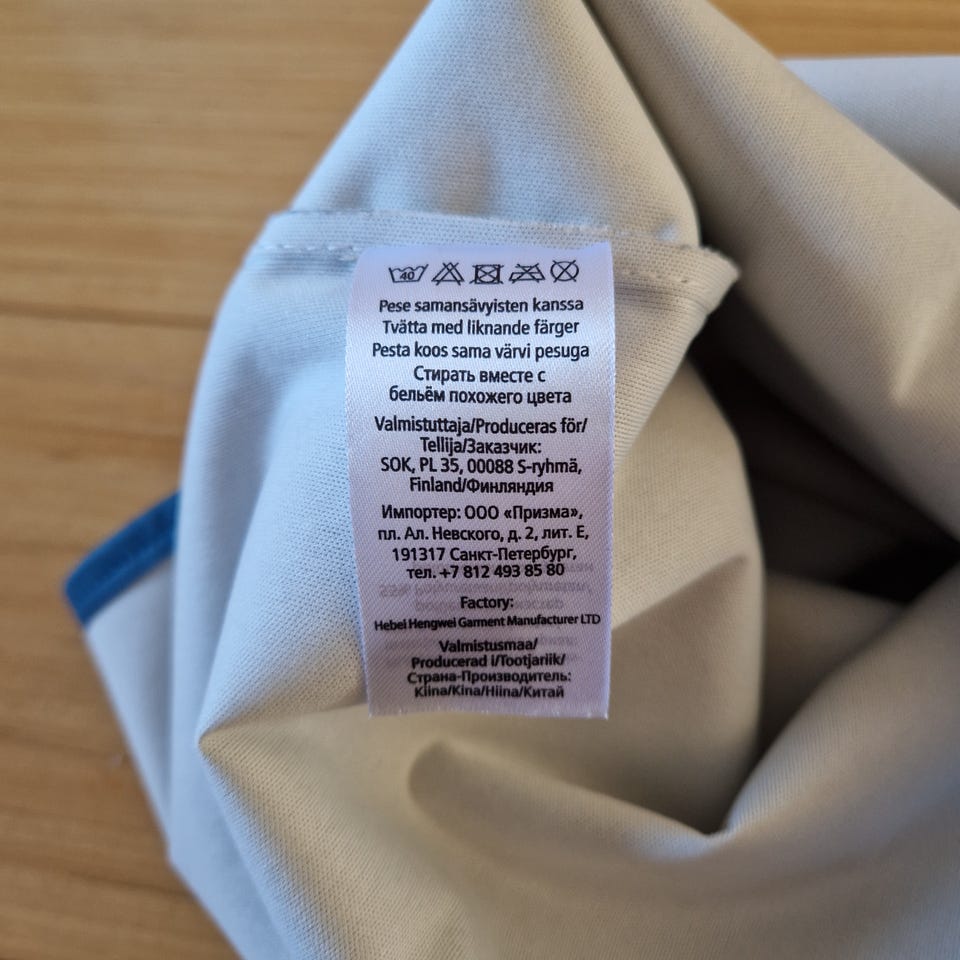 40
Pese samansävyisten kanssa
Tvätta med liknande färger
Pesta koos sama värvi pesuga
Стирать вместе с
бельём похожего цвета
Valmistuttaja/Produceras för/
Tellija/Заказчик:
SOK, PL 35, 00088 S-ryhmä,
Finland/Финляндия
Импортер: ООО «Призма»,
пл. Ал. Невского, д. 2, лит. Е,
191317 Санкт-Петербург,
тел. +7 812 493 85 80
Factory:
Hebei Hengwei Garment Manufacturer LTD
Valmistusmaa/
Producerad i/Tootjariik/
Страна-Производитель:
Kiina/Kina/Hiina/Китай